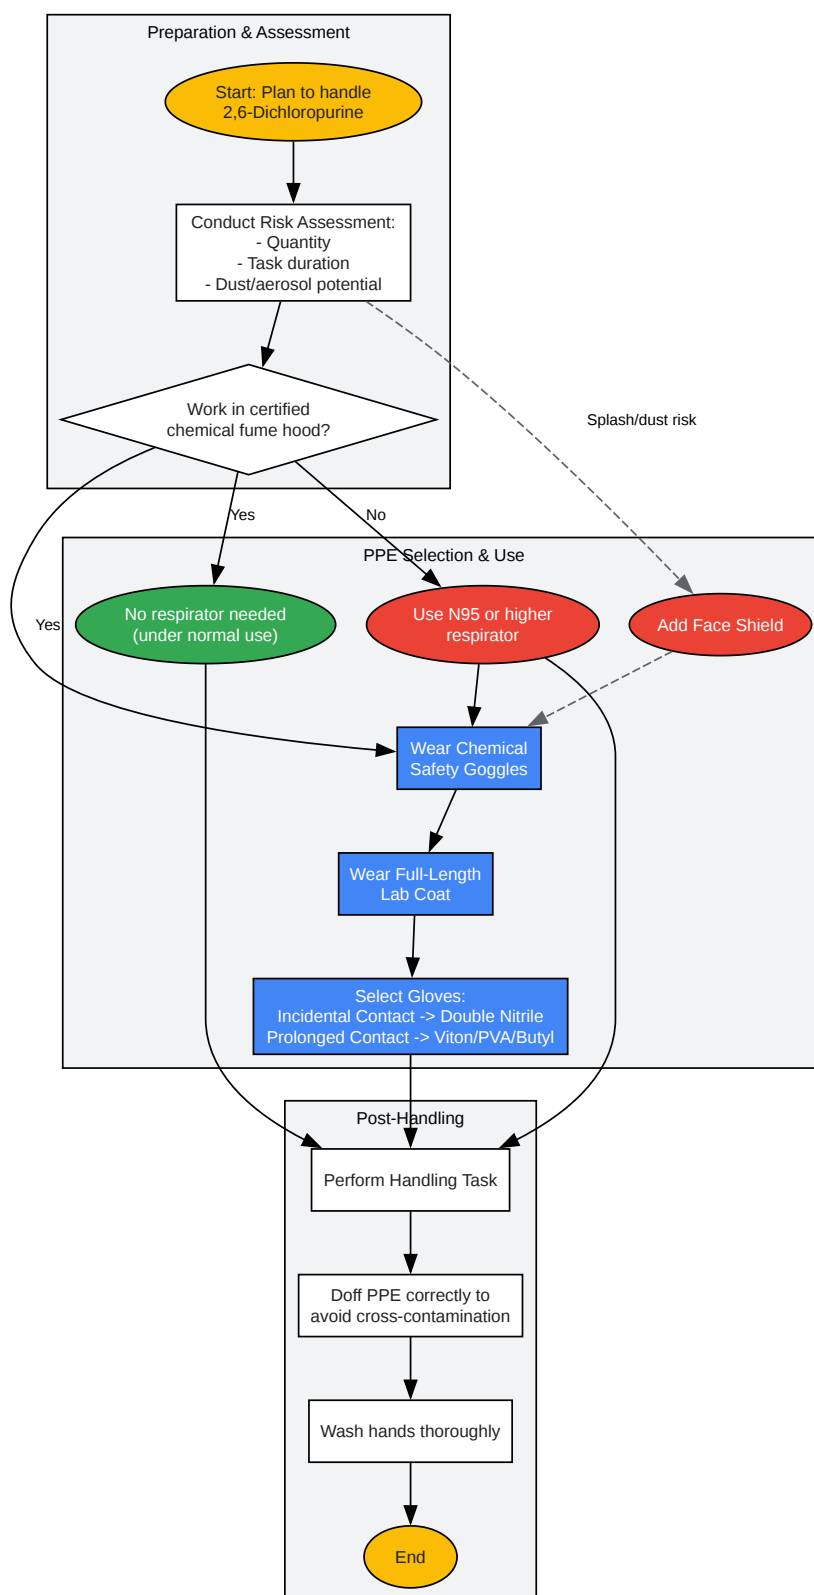 Preparation & Assessment
Start: Plan to handle
2,6-Dichloropurine
Conduct Risk Assessment:
- Quantity
- Task duration
- Dust/aerosol potential
Work in certified
chemical fume hood?
Splash/dust risk
Yes
No
PPE Selection & Use
Yes
No respirator needed
(under normal use)
Use N95 or higher
respirator
Add Face Shield
Wear Chemical
Safety Goggles
Wear Full-Length
Lab Coat
Select Gloves:
Incidental Contact -> Double Nitrile
Prolonged Contact -> Viton/PVA/Butyl
Post-Handling
Perform Handling Task
Doff PPE correctly to
avoid cross-contamination
Wash hands thoroughly
End